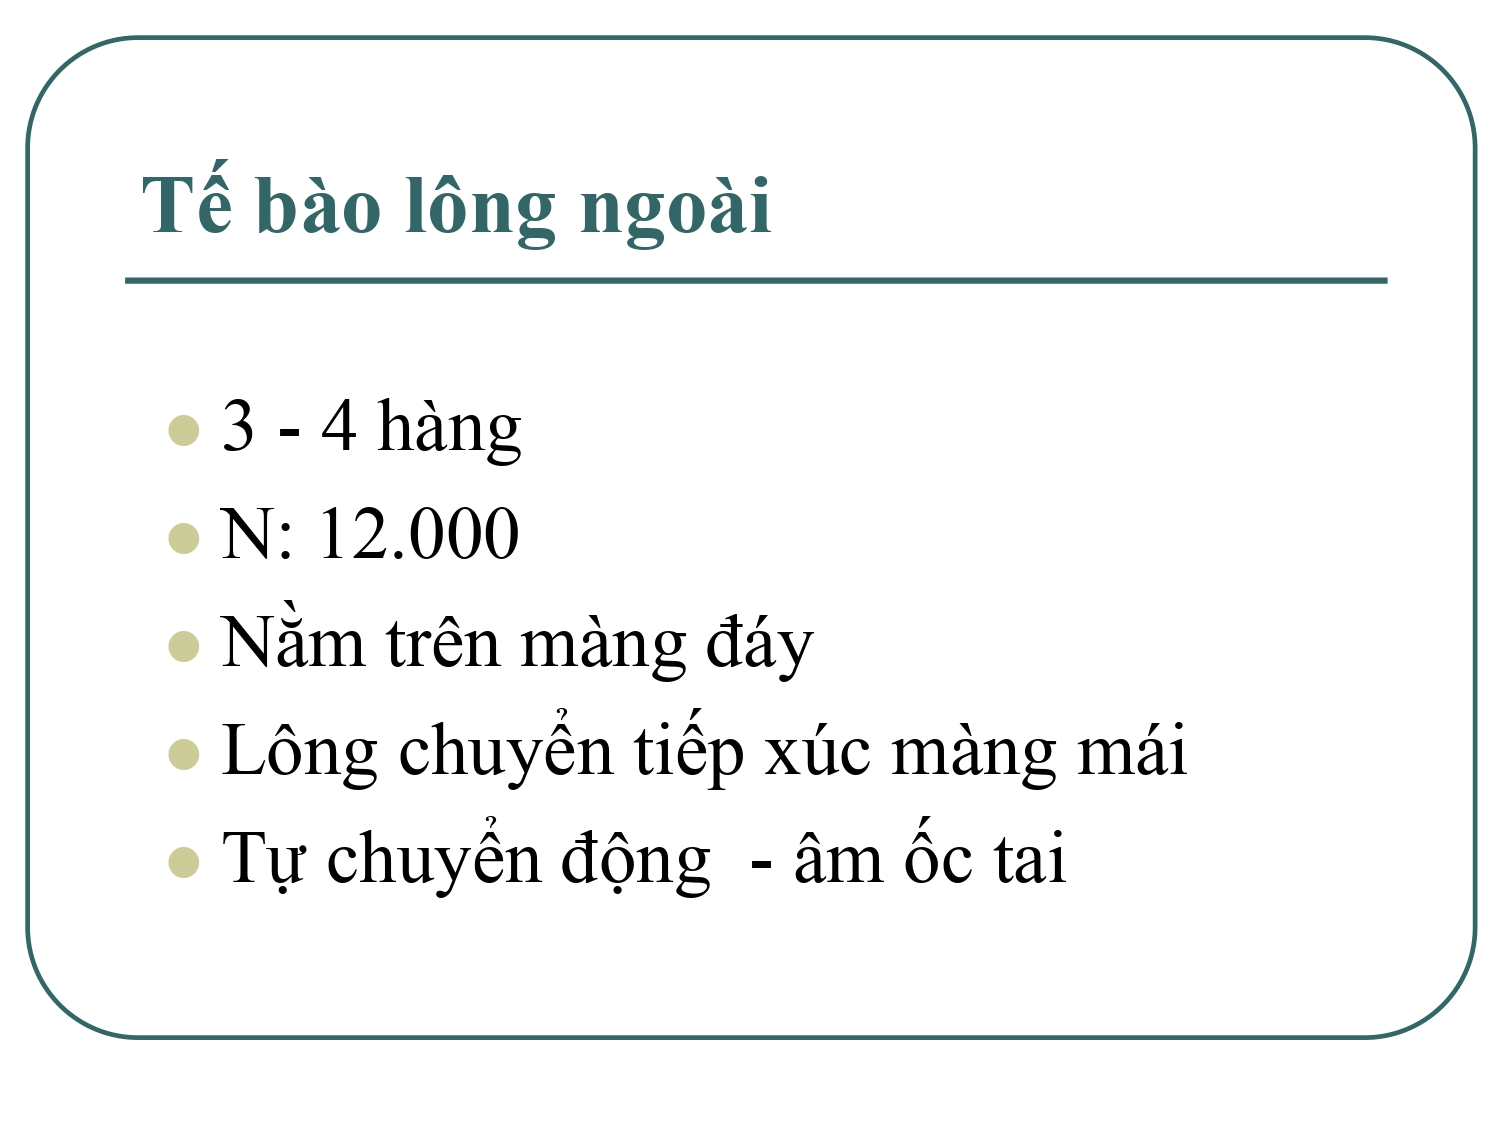 Tế bào lông ngoài
3 - 4 hàng
N: 12.000
Nằm trên màng đáy
Lông chuyển tiếp xúc màng mái
Tự chuyển động - âm ốc tai